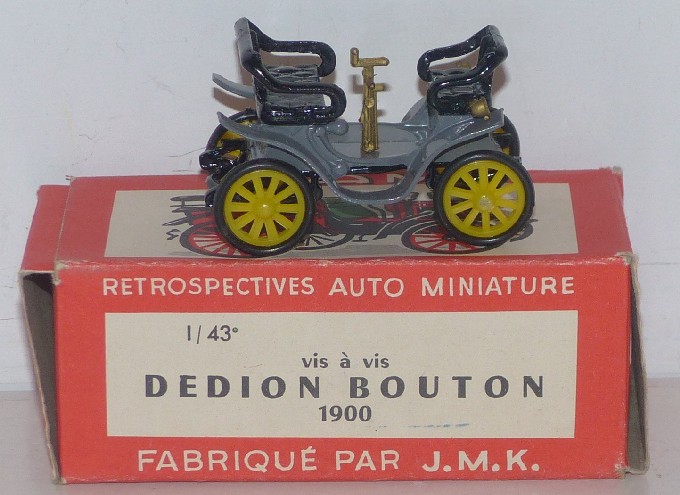 RETROSPECTIVES AUTO MINIATURE
1/43°
vis à vis
DEDION BOUTON
1900
FABRIQUÉ PAR J.M.K.